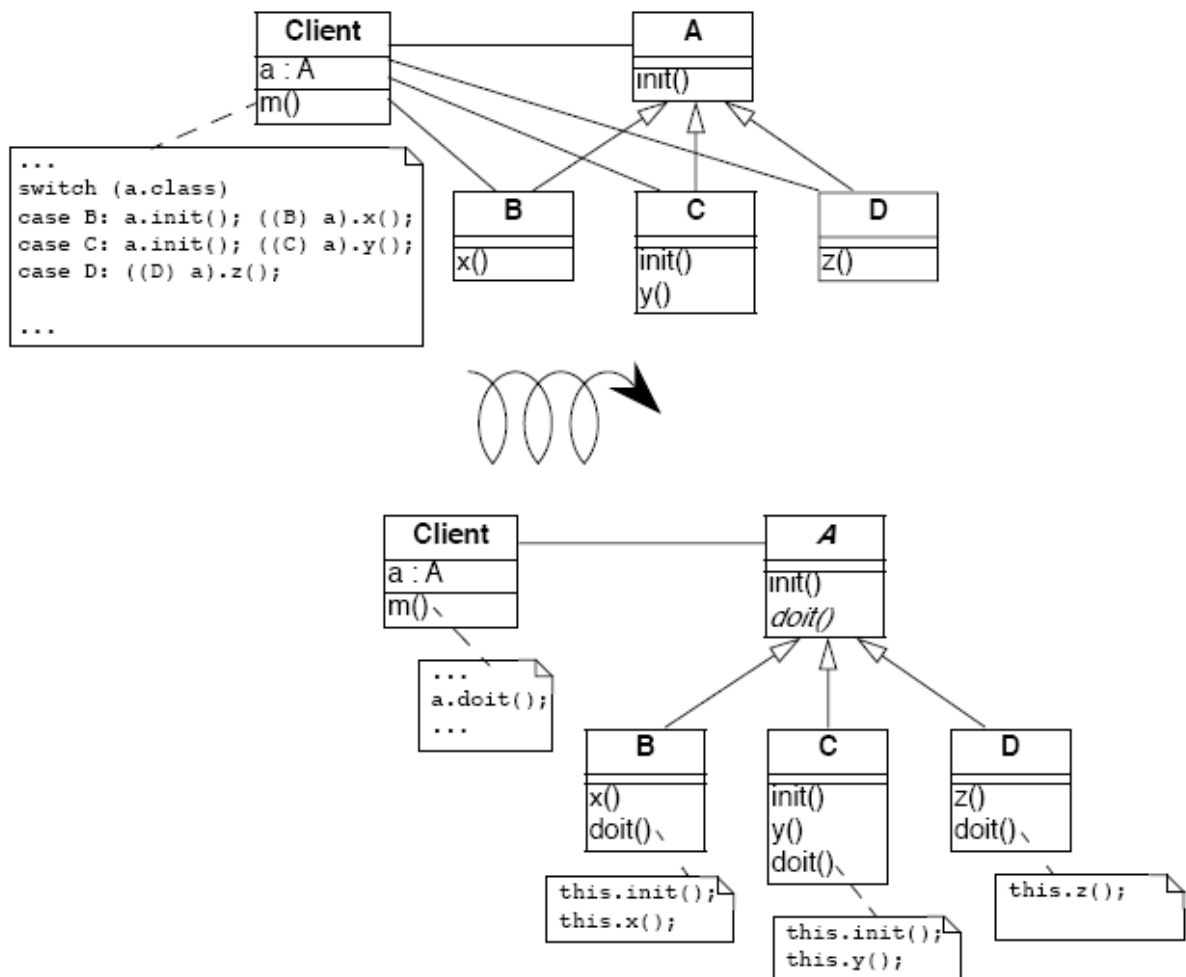 Client
a : A
m()
A
init()
...
switch (a.class)
case B: a.init(); ((B) a).x();
case C: a.init(); ((C) a).y();
case D: ((D) a).z();
...
B
x()
C
init()
y()
D
z()
Client
a : A
m()
A
init()
doit()
...
a.doit();
...
B
x()
doit()
C
init()
y()
doit()
D
z()
doit()
this.init();
this.x();
this.init();
this.y();
this.z();